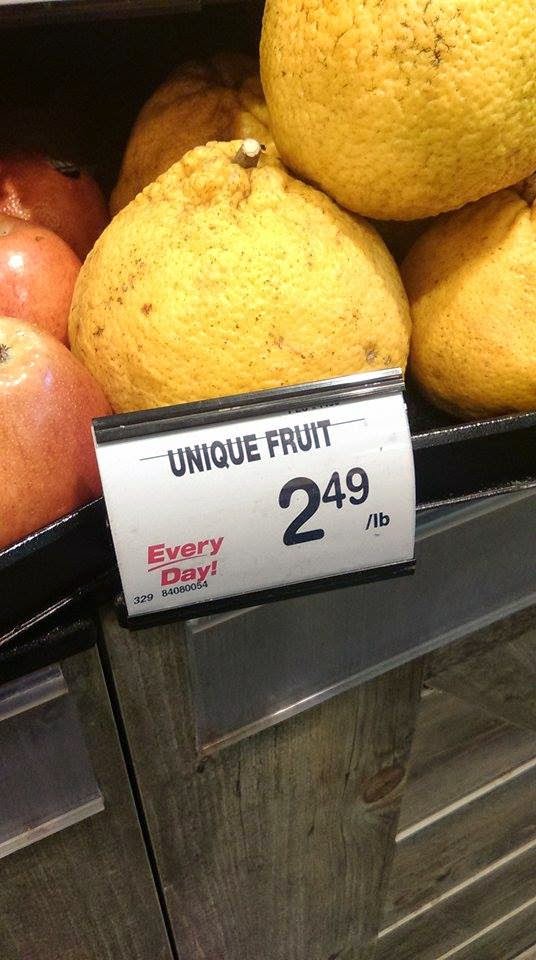 UNIQUE FRUIT
2 49 /lb
Every
Day!
329 84080054